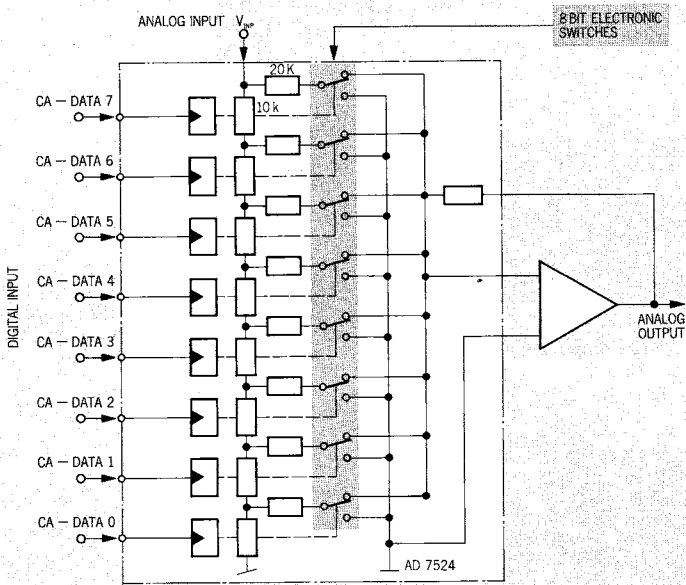 ANALOG INPUT V_INP
8 BIT ELECTRONIC
SWITCHES
20K
10k
CA – DATA 7
CA – DATA 6
CA – DATA 5
CA – DATA 4
CA – DATA 3
CA – DATA 2
CA – DATA 1
CA – DATA 0
DIGITAL INPUT
ANALOG
OUTPUT
AD 7524